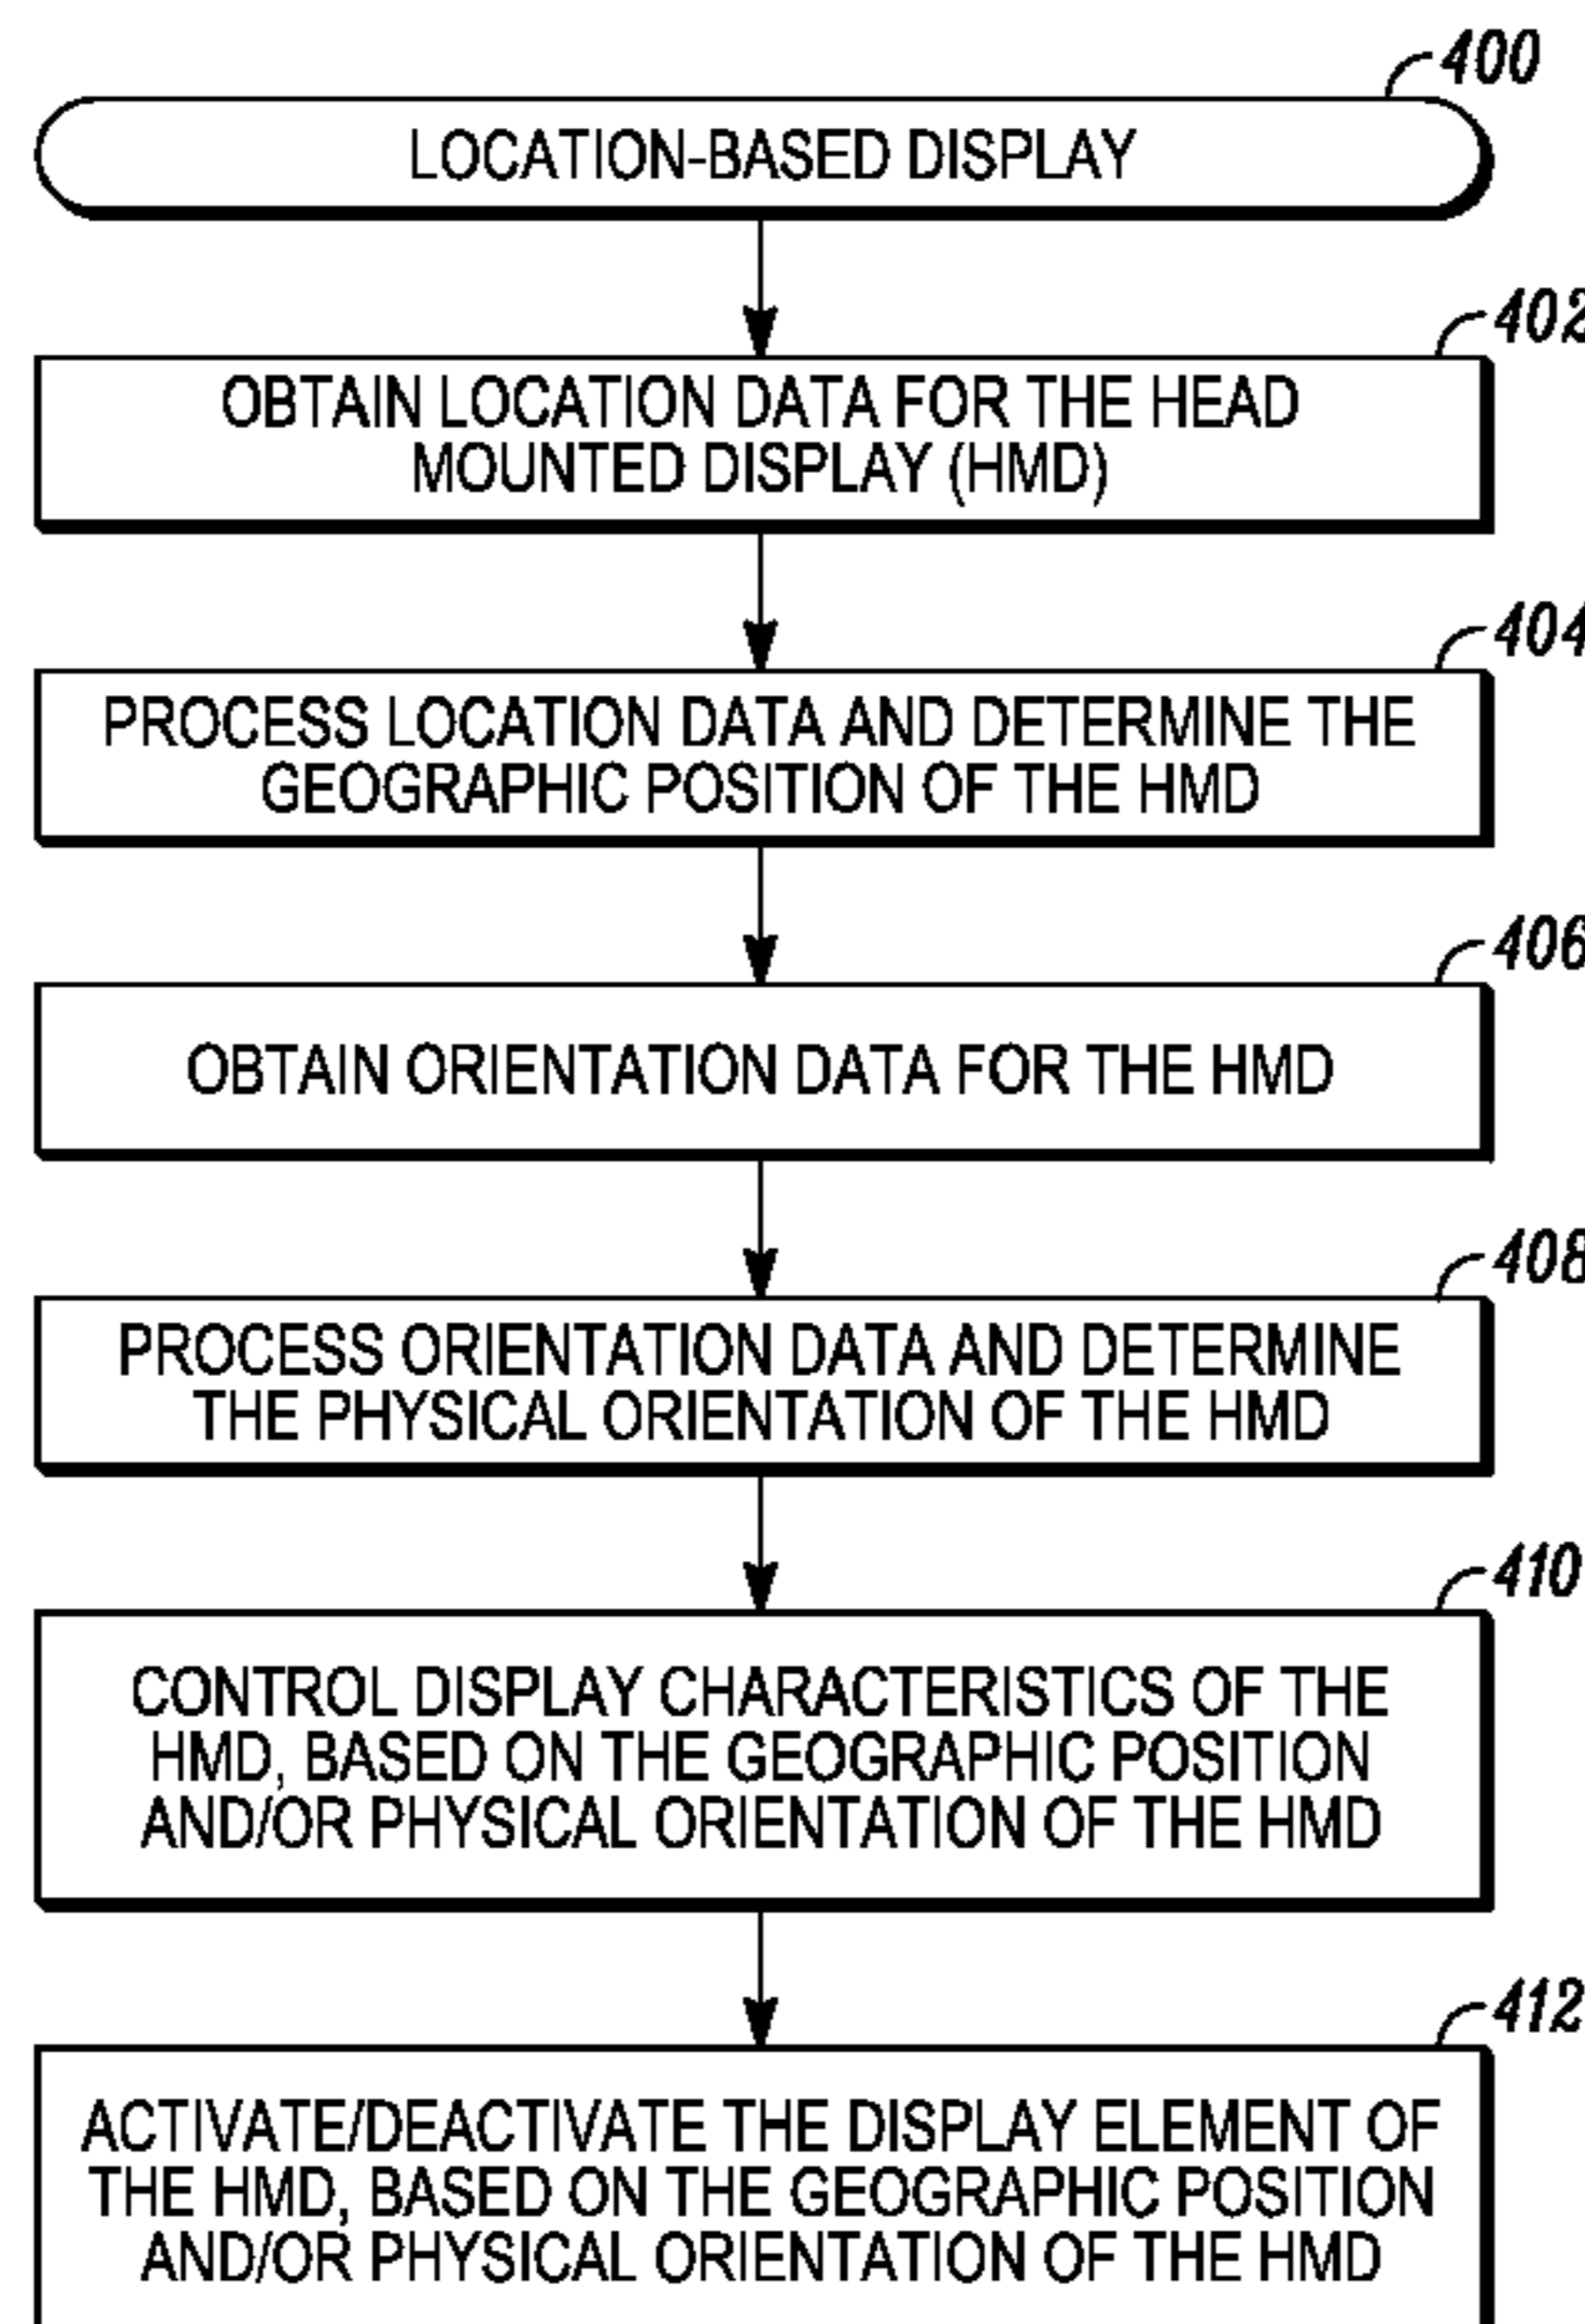 400
LOCATION-BASED DISPLAY
402
OBTAIN LOCATION DATA FOR THE HEAD
MOUNTED DISPLAY (HMD)
404
PROCESS LOCATION DATA AND DETERMINE THE
GEOGRAPHIC POSITION OF THE HMD
406
OBTAIN ORIENTATION DATA FOR THE HMD
408
PROCESS ORIENTATION DATA AND DETERMINE
THE PHYSICAL ORIENTATION OF THE HMD
410
CONTROL DISPLAY CHARACTERISTICS OF THE
HMD, BASED ON THE GEOGRAPHIC POSITION
AND/OR PHYSICAL ORIENTATION OF THE HMD
412
ACTIVATE/DEACTIVATE THE DISPLAY ELEMENT OF
THE HMD, BASED ON THE GEOGRAPHIC POSITION
AND/OR PHYSICAL ORIENTATION OF THE HMD